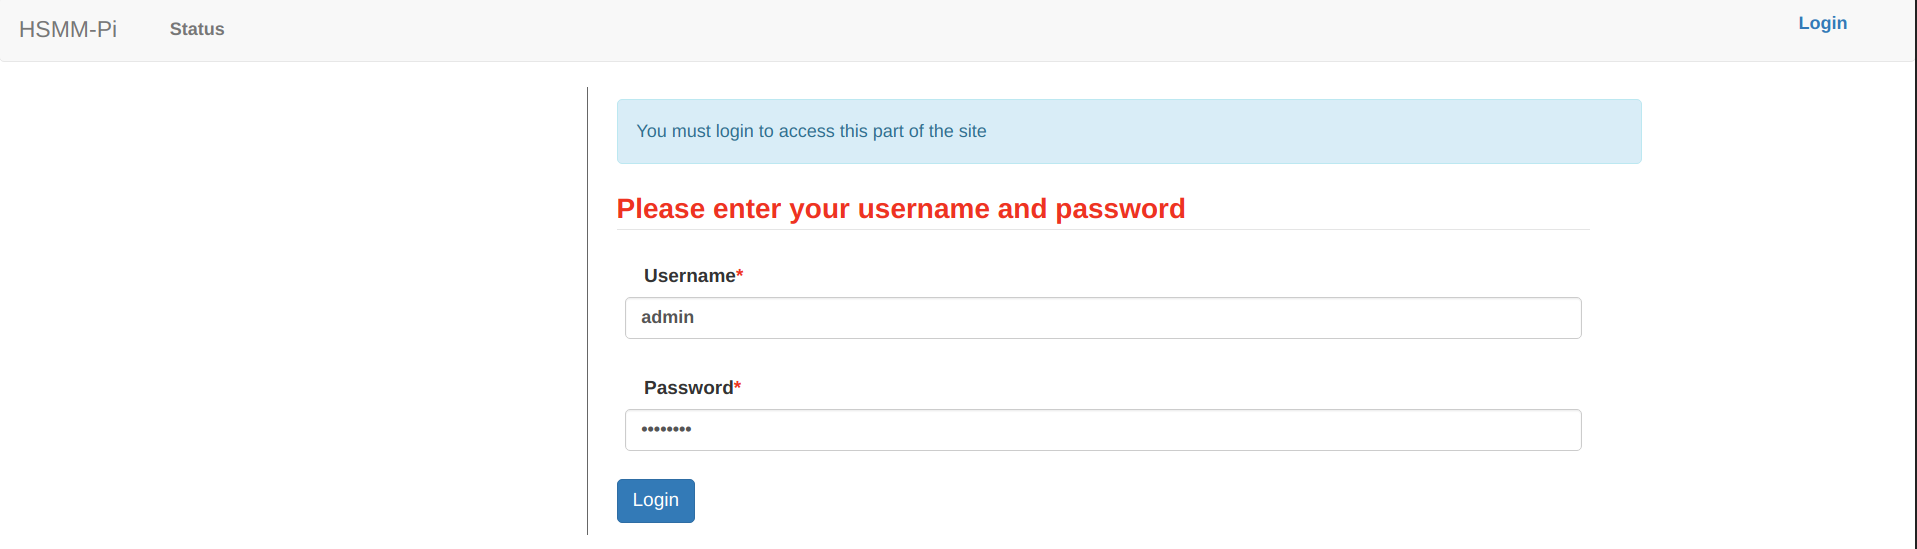 HSMM-Pi Status Login
You must login to access this part of the site
Please enter your username and password
Username*
admin
Password*
••••••••
Login